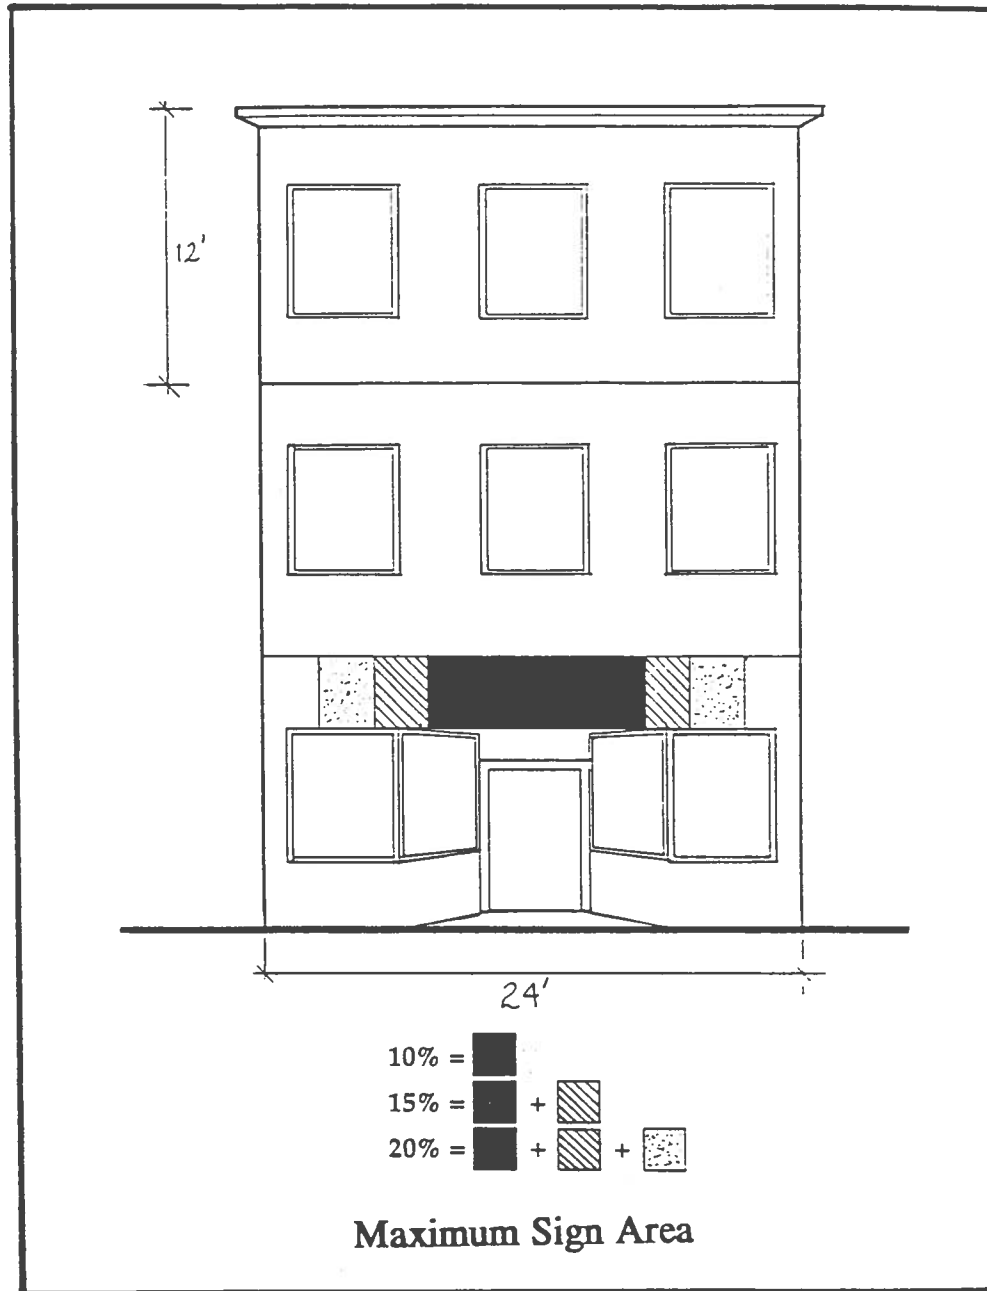 12'
24'
10% =
15% = +
20% = + +
Maximum Sign Area